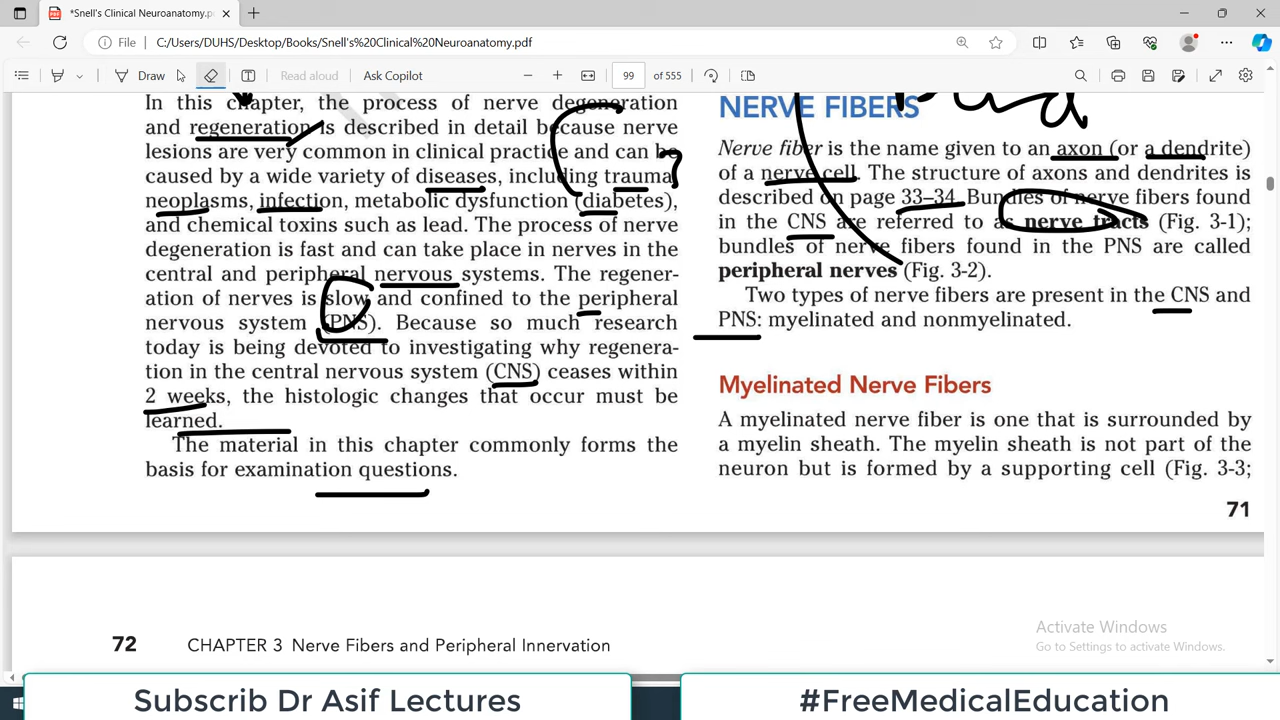 *Snell's Clinical Neuroanatomy.p
File
C:/Users/DUHS/Desktop/Books/Snell's%20Clinical%20Neuroanatomy.pdf
Draw
Read aloud
Ask Copilot
99 of 555
In this chapter, the process of nerve degeneration
and regeneration is described in detail because nerve
lesions are very common in clinical practice and can be
caused by a wide variety of diseases, including trauma,
neoplasms, infection, metabolic dysfunction (diabetes),
and chemical toxins such as lead. The process of nerve
degeneration is fast and can take place in nerves in the
central and peripheral nervous systems. The regener-
ation of nerves is slow and confined to the peripheral
nervous system (PNS). Because so much research
today is being devoted to investigating why regenera-
tion in the central nervous system (CNS) ceases within
2 weeks, the histologic changes that occur must be
learned.
The material in this chapter commonly forms the
basis for examination questions.
NERVE FIBERS
Nerve fiber is the name given to an axon (or a dendrite)
of a nerve cell. The structure of axons and dendrites is
described on page 33–34. Bundles of nerve fibers found
in the CNS are referred to as nerve tracts (Fig. 3-1);
bundles of nerve fibers found in the PNS are called
peripheral nerves (Fig. 3-2).
Two types of nerve fibers are present in the CNS and
PNS: myelinated and nonmyelinated.
Myelinated Nerve Fibers
A myelinated nerve fiber is one that is surrounded by
a myelin sheath. The myelin sheath is not part of the
neuron but is formed by a supporting cell (Fig. 3-3;
71
72 CHAPTER 3 Nerve Fibers and Peripheral Innervation
Activate Windows
Go to Settings to activate Windows.
Subscrib Dr Asif Lectures
#FreeMedicalEducation